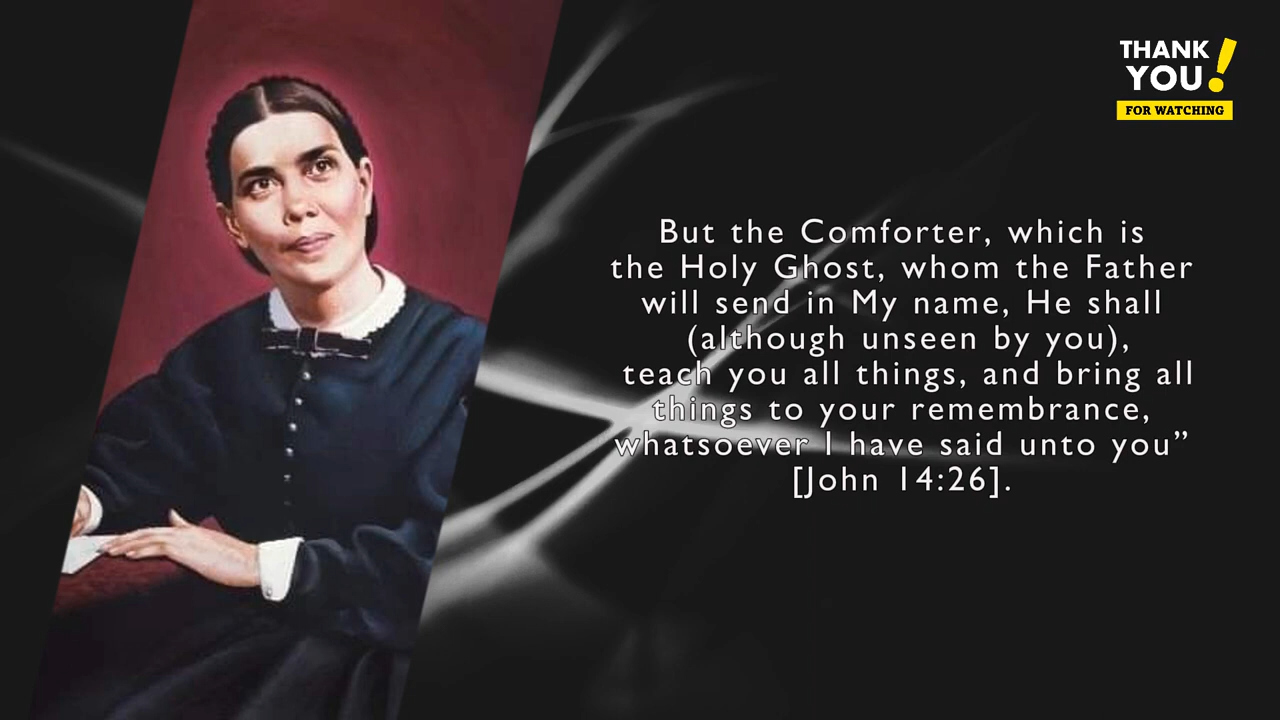 THANK
YOU!
FOR WATCHING
But the Comforter, which is
the Holy Ghost, whom the Father
will send in My name, He shall
(although unseen by you),
teach you all things, and bring all
things to your remembrance,
whatsoever I have said unto you”
[John 14:26].